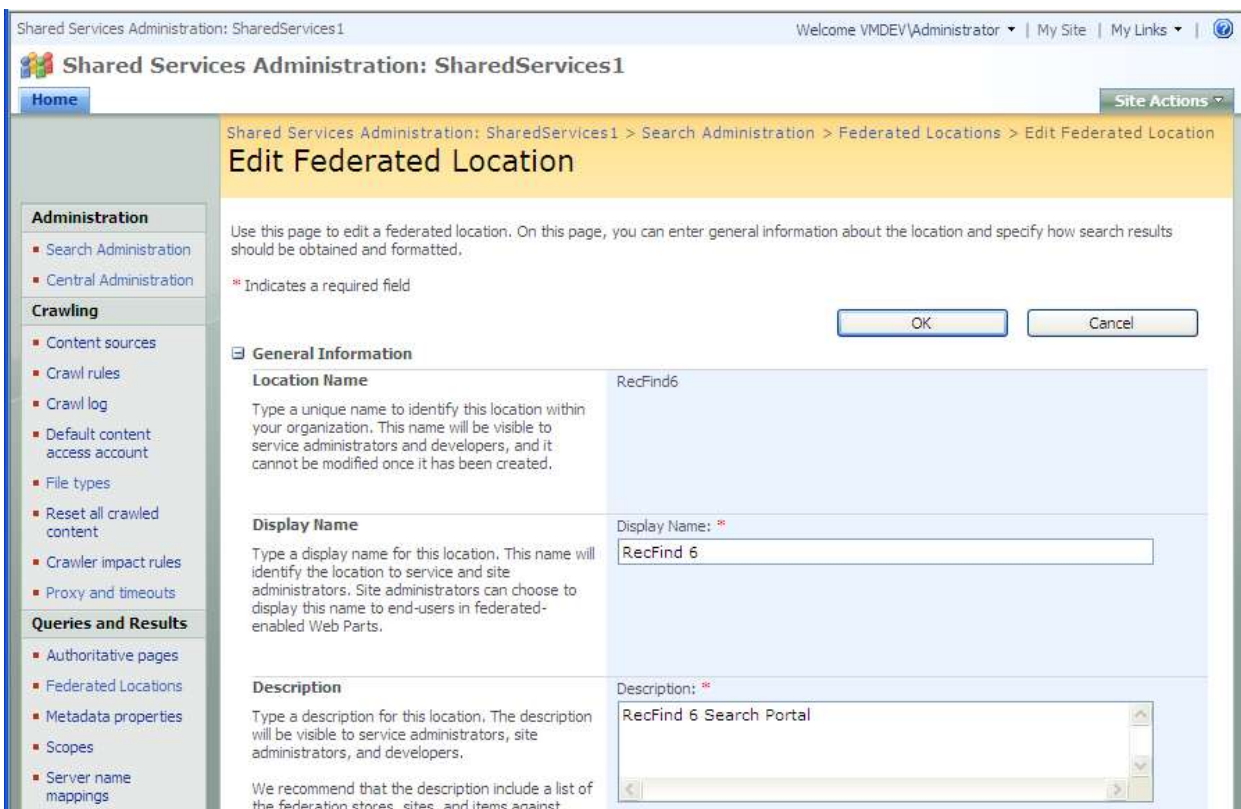 Shared Services Administration: SharedServices1
Welcome VMDEV\Administrator | My Site | My Links |
Shared Services Administration: SharedServices1
Home
Site Actions
Shared Services Administration: SharedServices1 > Search Administration > Federated Locations > Edit Federated Location
Edit Federated Location
Administration
Search Administration
Central Administration
Crawling
Content sources
Crawl rules
Crawl log
Default content
access account
File types
Reset all crawled
content
Crawler impact rules
Proxy and timeouts
Queries and Results
Authoritative pages
Federated Locations
Metadata properties
Scopes
Server name
mappings
Use this page to edit a federated location. On this page, you can enter general information about the location and specify how search results
should be obtained and formatted.
* Indicates a required field
OK
Cancel
General Information
Location Name
Type a unique name to identify this location within
your organization. This name will be visible to
service administrators and developers, and it
cannot be modified once it has been created.
RecFind6
Display Name
Type a display name for this location. This name will
identify the location to service and site
administrators. Site administrators can choose to
display this name to end-users in federated-
enabled Web Parts.
Display Name: *
RecFind 6
Description
Type a description for this location. The description
will be visible to service administrators, site
administrators, and developers.
We recommend that the description include a list of
the federation stores, sites, and items against
Description: *
RecFind 6 Search Portal